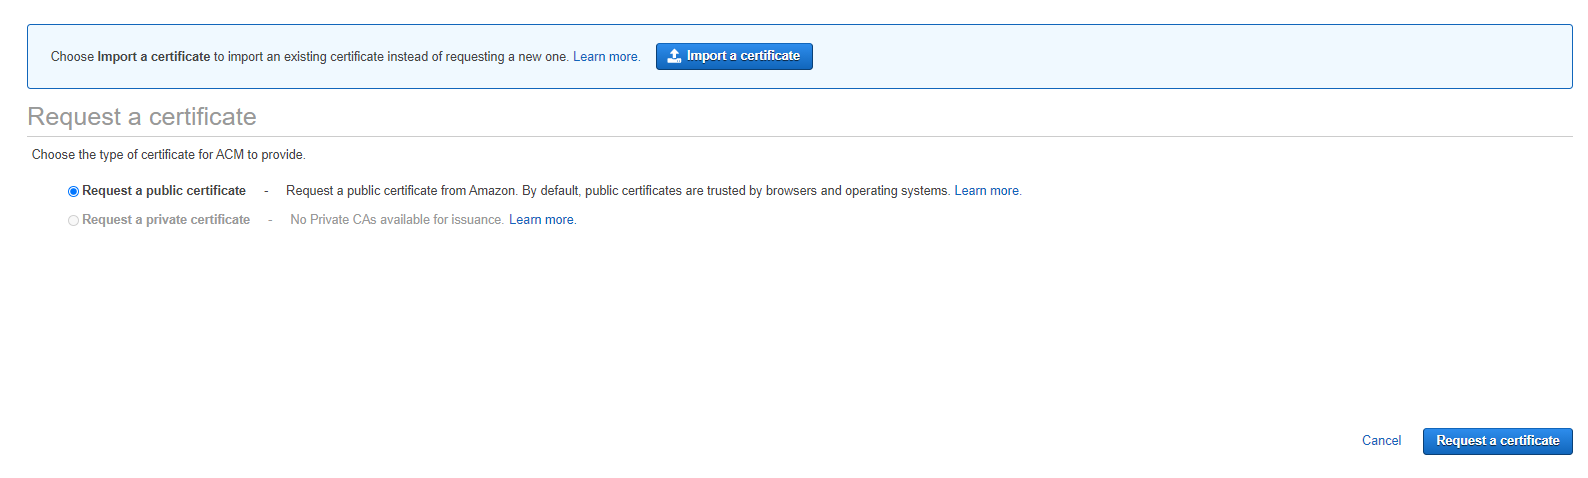 Choose Import a certificate to import an existing certificate instead of requesting a new one. Learn more. Import a certificate
Request a certificate
Choose the type of certificate for ACM to provide.
Request a public certificate - Request a public certificate from Amazon. By default, public certificates are trusted by browsers and operating systems. Learn more.
Request a private certificate - No Private CAs available for issuance. Learn more.
Cancel Request a certificate